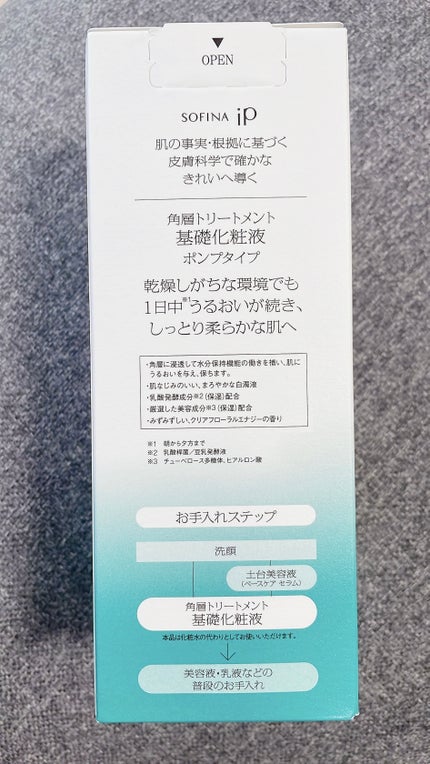 ▼
OPEN
SOFINA iP
肌の事実・根拠に基づく
皮膚科学で確かな
きれいへ導く
角層トリートメント
基礎化粧液
ポンプタイプ
乾燥しがちな環境でも
1日中※1うるおいが続き、
しっとり柔らかな肌へ
・角層に浸透して水分保持機能の働きを補い、肌に
うるおいを与え、保ちます。
・肌なじみのいい、まろやかな白濁液
・乳酸発酵成分※2(保湿)配合
・厳選した美容成分※3(保湿)配合
・みずみずしい、クリアフローラルエナジーの香り
※1 朝から夕方まで
※2 乳酸桿菌/豆乳発酵液
※3 チューベロース多糖体、ヒアルロン酸
お手入れステップ
洗顔
土台美容液
(ベースケア セラム)
角層トリートメント
基礎化粧液
本品は化粧水の代わりとしてお使いいただけます。
美容液・乳液などの
普段のお手入れ